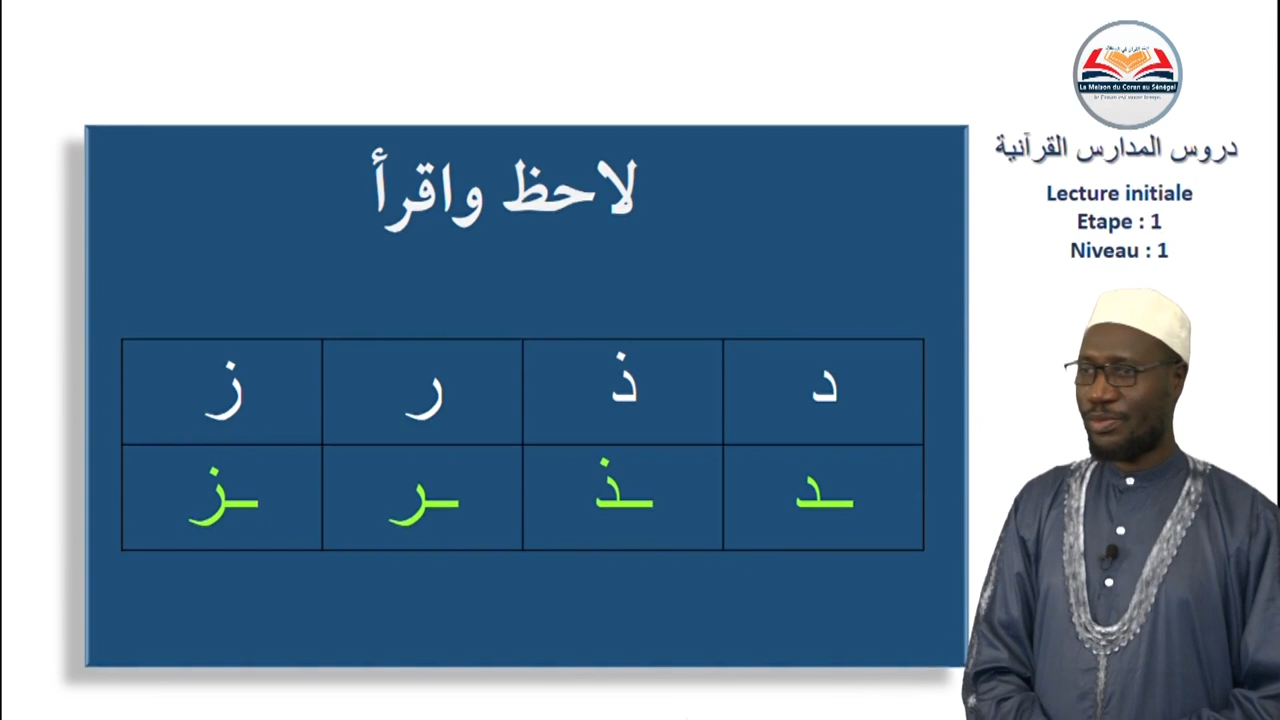 لاحظ واقرأ
د ذ ر ز
ـد ـذ ـر ـز
La Maison du Coran au Sénégal
دروس المدارس القرآنية
Lecture initiale
Etape : 1
Niveau : 1